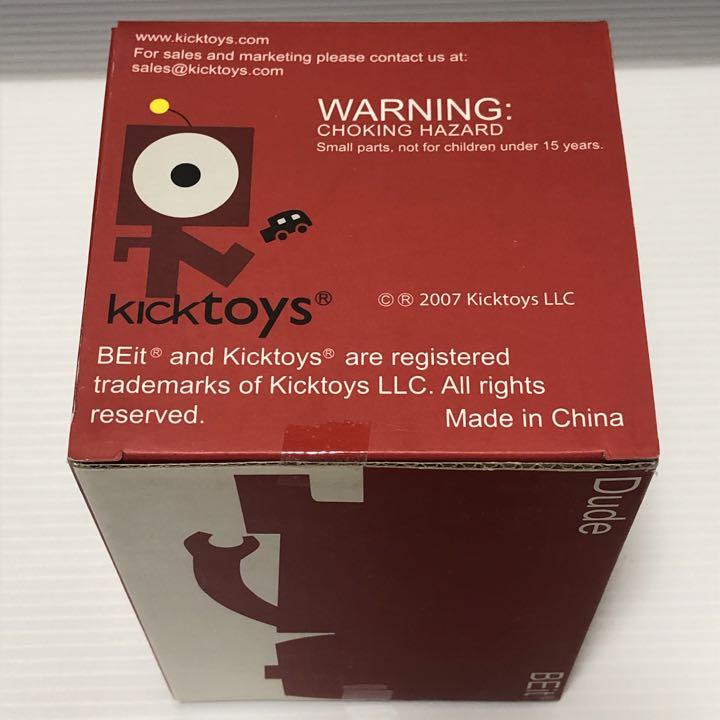 www.kicktoys.com
For sales and marketing please contact us at:
sales@kicktoys.com
WARNING:
CHOKING HAZARD
Small parts, not for children under 15 years.
kicktoys®
©® 2007 Kicktoys LLC
BEit® and Kicktoys® are registered
trademarks of Kicktoys LLC. All rights
reserved.
Made in China
Dude
BEit